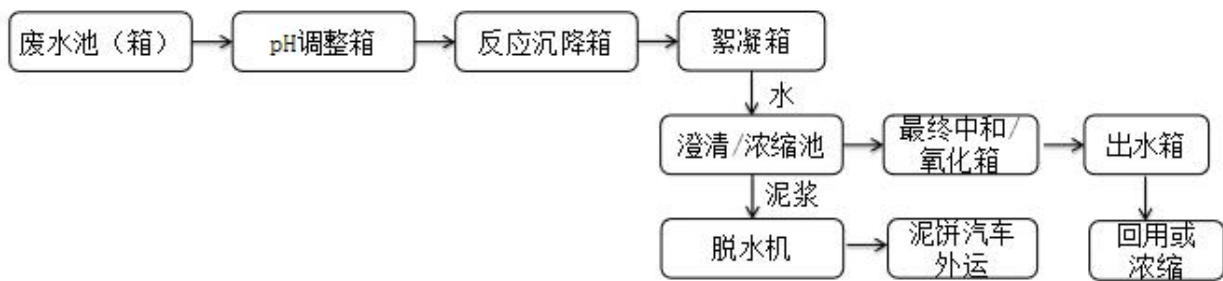 废水池（箱）
pH调整箱
反应沉降箱
絮凝箱
水
澄清/浓缩池
最终中和/
氧化箱
出水箱
泥浆
脱水机
泥饼汽车
外运
回用或
浓缩